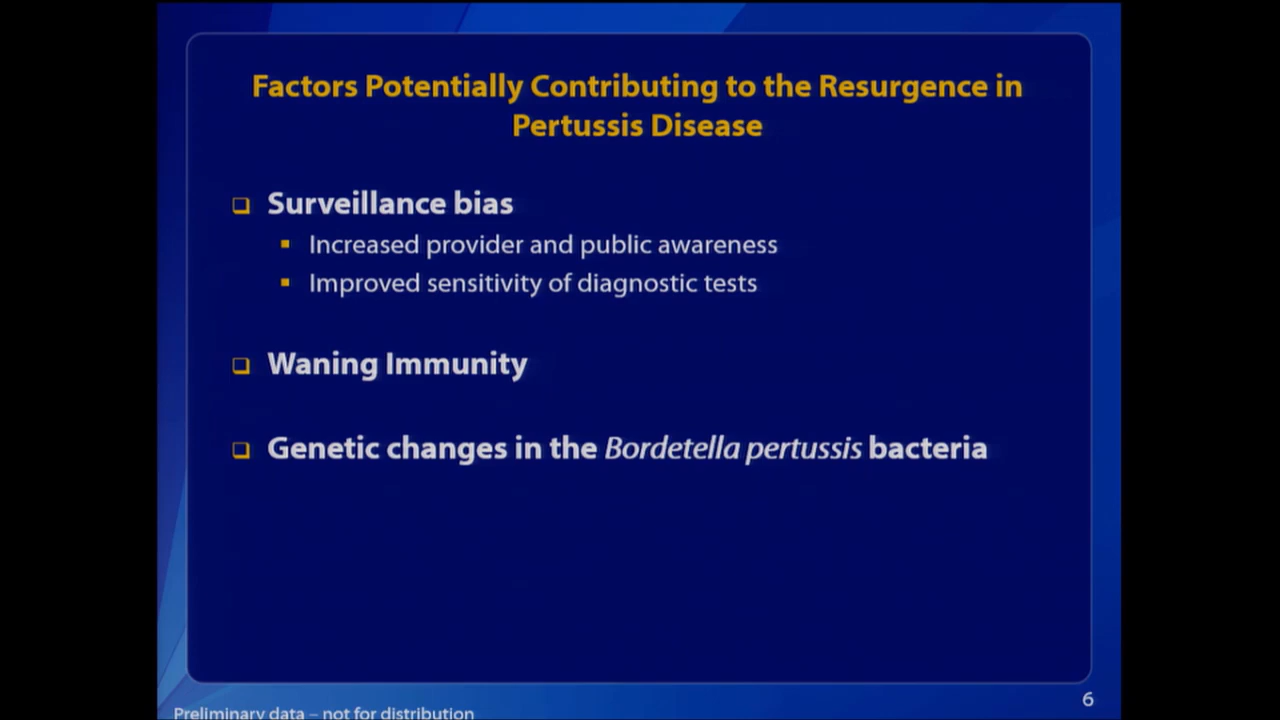 Factors Potentially Contributing to the Resurgence in
Pertussis Disease
Surveillance bias
Increased provider and public awareness
Improved sensitivity of diagnostic tests
Waning Immunity
Genetic changes in the Bordetella pertussis bacteria
6
Preliminary data – not for distribution